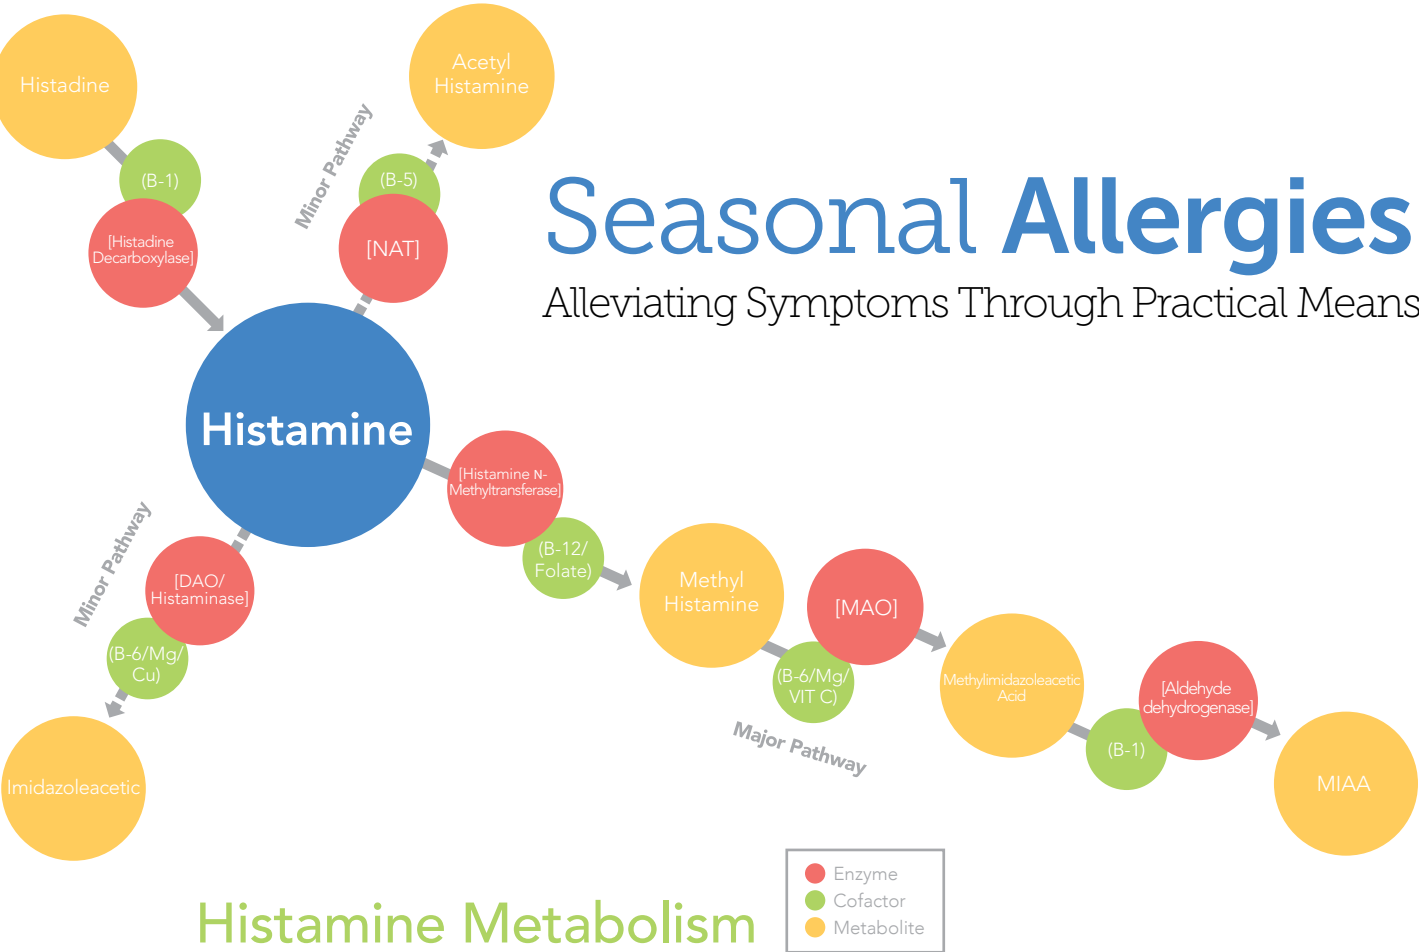 Histadine
(B-1)
[Histadine
Decarboxylase]
Minor Pathway
Acetyl
Histamine
(B-5)
[NAT]
Seasonal Allergies
Alleviating Symptoms Through Practical Means
Histamine
Minor Pathway
[DAO/
Histaminase]
(B-6/Mg/
Cu)
Imidazoleacetic
[Histamine N-
Methyltransferase]
(B-12/
Folate)
Methyl
Histamine
(B-6/Mg/
VIT C)
[MAO]
Major Pathway
Methylimidazoleacetic
Acid
(B-1)
[Aldehyde
dehydrogenase]
MIAA
Histamine Metabolism
Enzyme
Cofactor
Metabolite